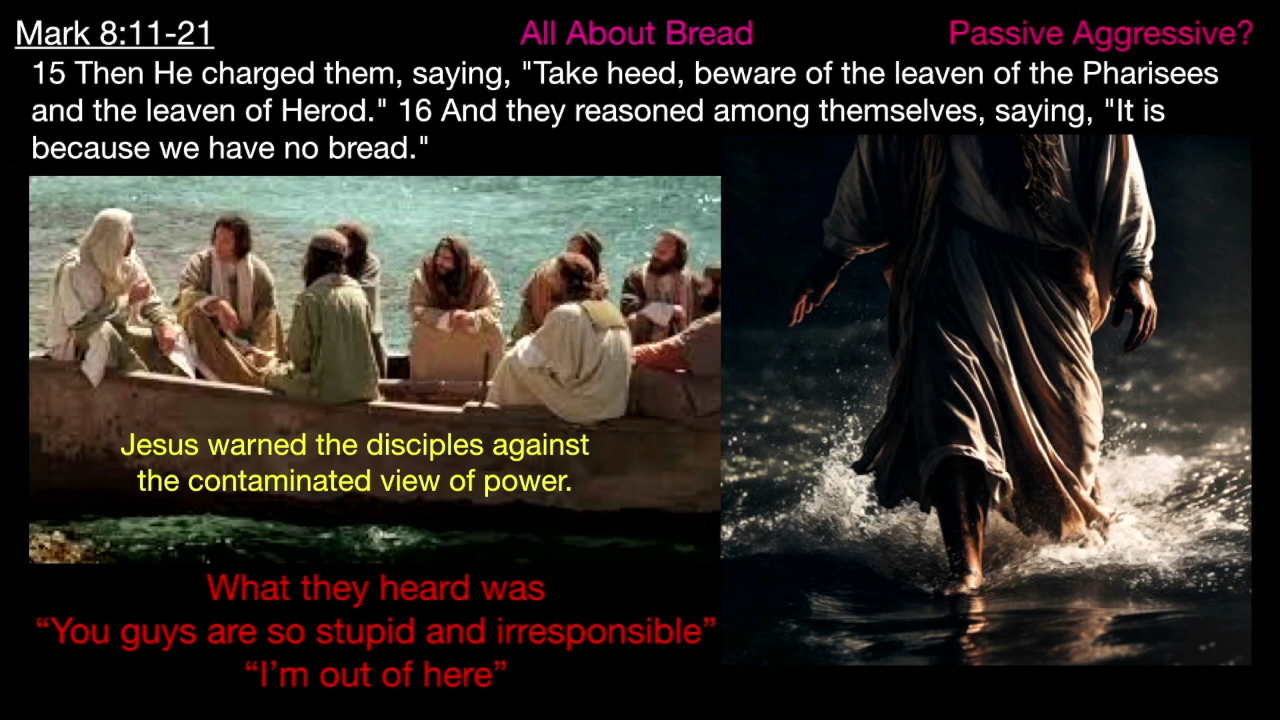 Mark 8:11-21
All About Bread
Passive Aggressive?
15 Then He charged them, saying, "Take heed, beware of the leaven of the Pharisees
and the leaven of Herod." 16 And they reasoned among themselves, saying, "It is
because we have no bread."
Jesus warned the disciples against
the contaminated view of power.
What they heard was
“You guys are so stupid and irresponsible”
“I’m out of here”